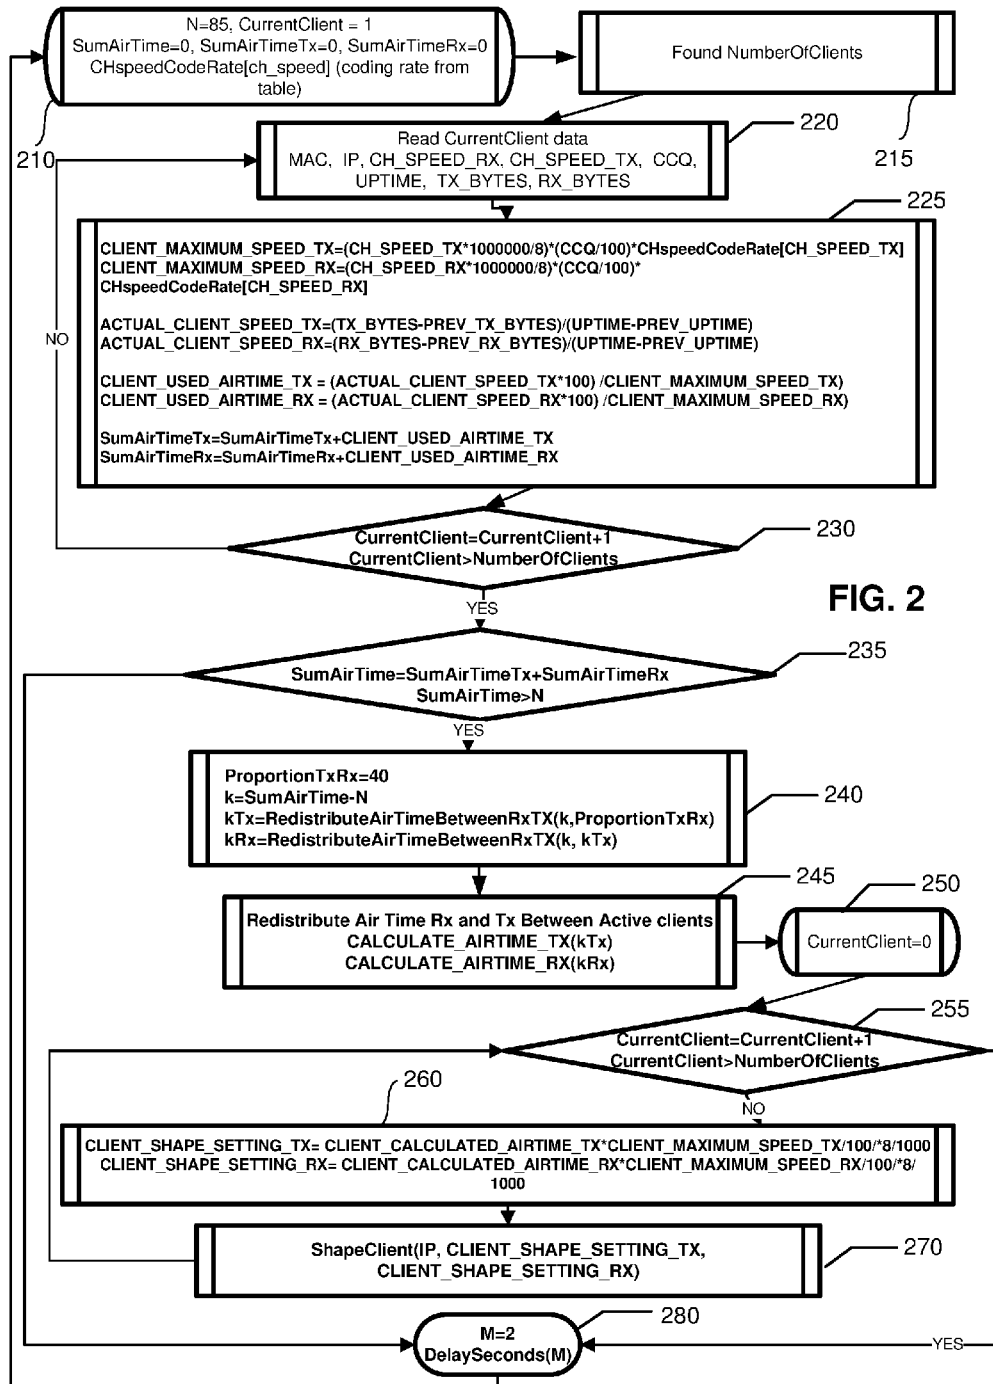 N=85, CurrentClient = 1
SumAirTime=0, SumAirTimeTx=0, SumAirTimeRx=0
CHspeedCodeRate[ch_speed] (coding rate from
table)
Found NumberOfClients
210
215
220
Read CurrentClient data
MAC, IP, CH_SPEED_RX, CH_SPEED_TX, CCQ,
UPTIME, TX_BYTES, RX_BYTES
225
CLIENT_MAXIMUM_SPEED_TX=(CH_SPEED_TX*1000000/8)*(CCQ/100)*CHspeedCodeRate[CH_SPEED_TX]
CLIENT_MAXIMUM_SPEED_RX=(CH_SPEED_RX*1000000/8)*(CCQ/100)*
CHspeedCodeRate[CH_SPEED_RX]
ACTUAL_CLIENT_SPEED_TX=(TX_BYTES-PREV_TX_BYTES)/(UPTIME-PREV_UPTIME)
ACTUAL_CLIENT_SPEED_RX=(RX_BYTES-PREV_RX_BYTES)/(UPTIME-PREV_UPTIME)
CLIENT_USED_AIRTIME_TX = (ACTUAL_CLIENT_SPEED_TX*100) /CLIENT_MAXIMUM_SPEED_TX)
CLIENT_USED_AIRTIME_RX = (ACTUAL_CLIENT_SPEED_RX*100) /CLIENT_MAXIMUM_SPEED_RX)
SumAirTimeTx=SumAirTimeTx+CLIENT_USED_AIRTIME_TX
SumAirTimeRx=SumAirTimeRx+CLIENT_USED_AIRTIME_RX
NO
230
CurrentClient=CurrentClient+1
CurrentClient>NumberOfClients
YES
FIG. 2
235
SumAirTime=SumAirTimeTx+SumAirTimeRx
SumAirTime>N
YES
240
ProportionTxRx=40
k=SumAirTime-N
kTx=RedistributeAirTimeBetweenRxTX(k,ProportionTxRx)
kRx=RedistributeAirTimeBetweenRxTX(k, kTx)
245
Redistribute Air Time Rx and Tx Between Active clients
CALCULATE_AIRTIME_TX(kTx)
CALCULATE_AIRTIME_RX(kRx)
250
CurrentClient=0
255
CurrentClient=CurrentClient+1
CurrentClient>NumberOfClients
NO
260
CLIENT_SHAPE_SETTING_TX= CLIENT_CALCULATED_AIRTIME_TX*CLIENT_MAXIMUM_SPEED_TX/100/*8/1000
CLIENT_SHAPE_SETTING_RX= CLIENT_CALCULATED_AIRTIME_RX*CLIENT_MAXIMUM_SPEED_RX/100/*8/
1000
270
ShapeClient(IP, CLIENT_SHAPE_SETTING_TX,
CLIENT_SHAPE_SETTING_RX)
280
M=2
DelaySeconds(M)
YES